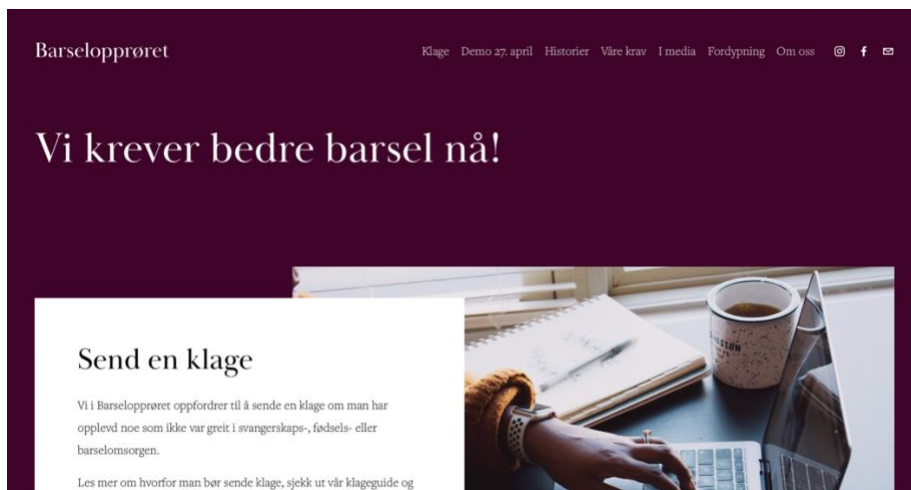 Barselopprøret
Klage Demo 27. april Historier Våre krav I media Fordypning Om oss
Vi krever bedre barsel nå!
Send en klage
Vi i Barselopprøret oppfordrer til å sende en klage om man har
opplevd noe som ikke var greit i svangerskaps-, fødsels- eller
barselomsorgen.
Les mer om hvorfor man bør sende klage, sjekk ut vår klageguide og